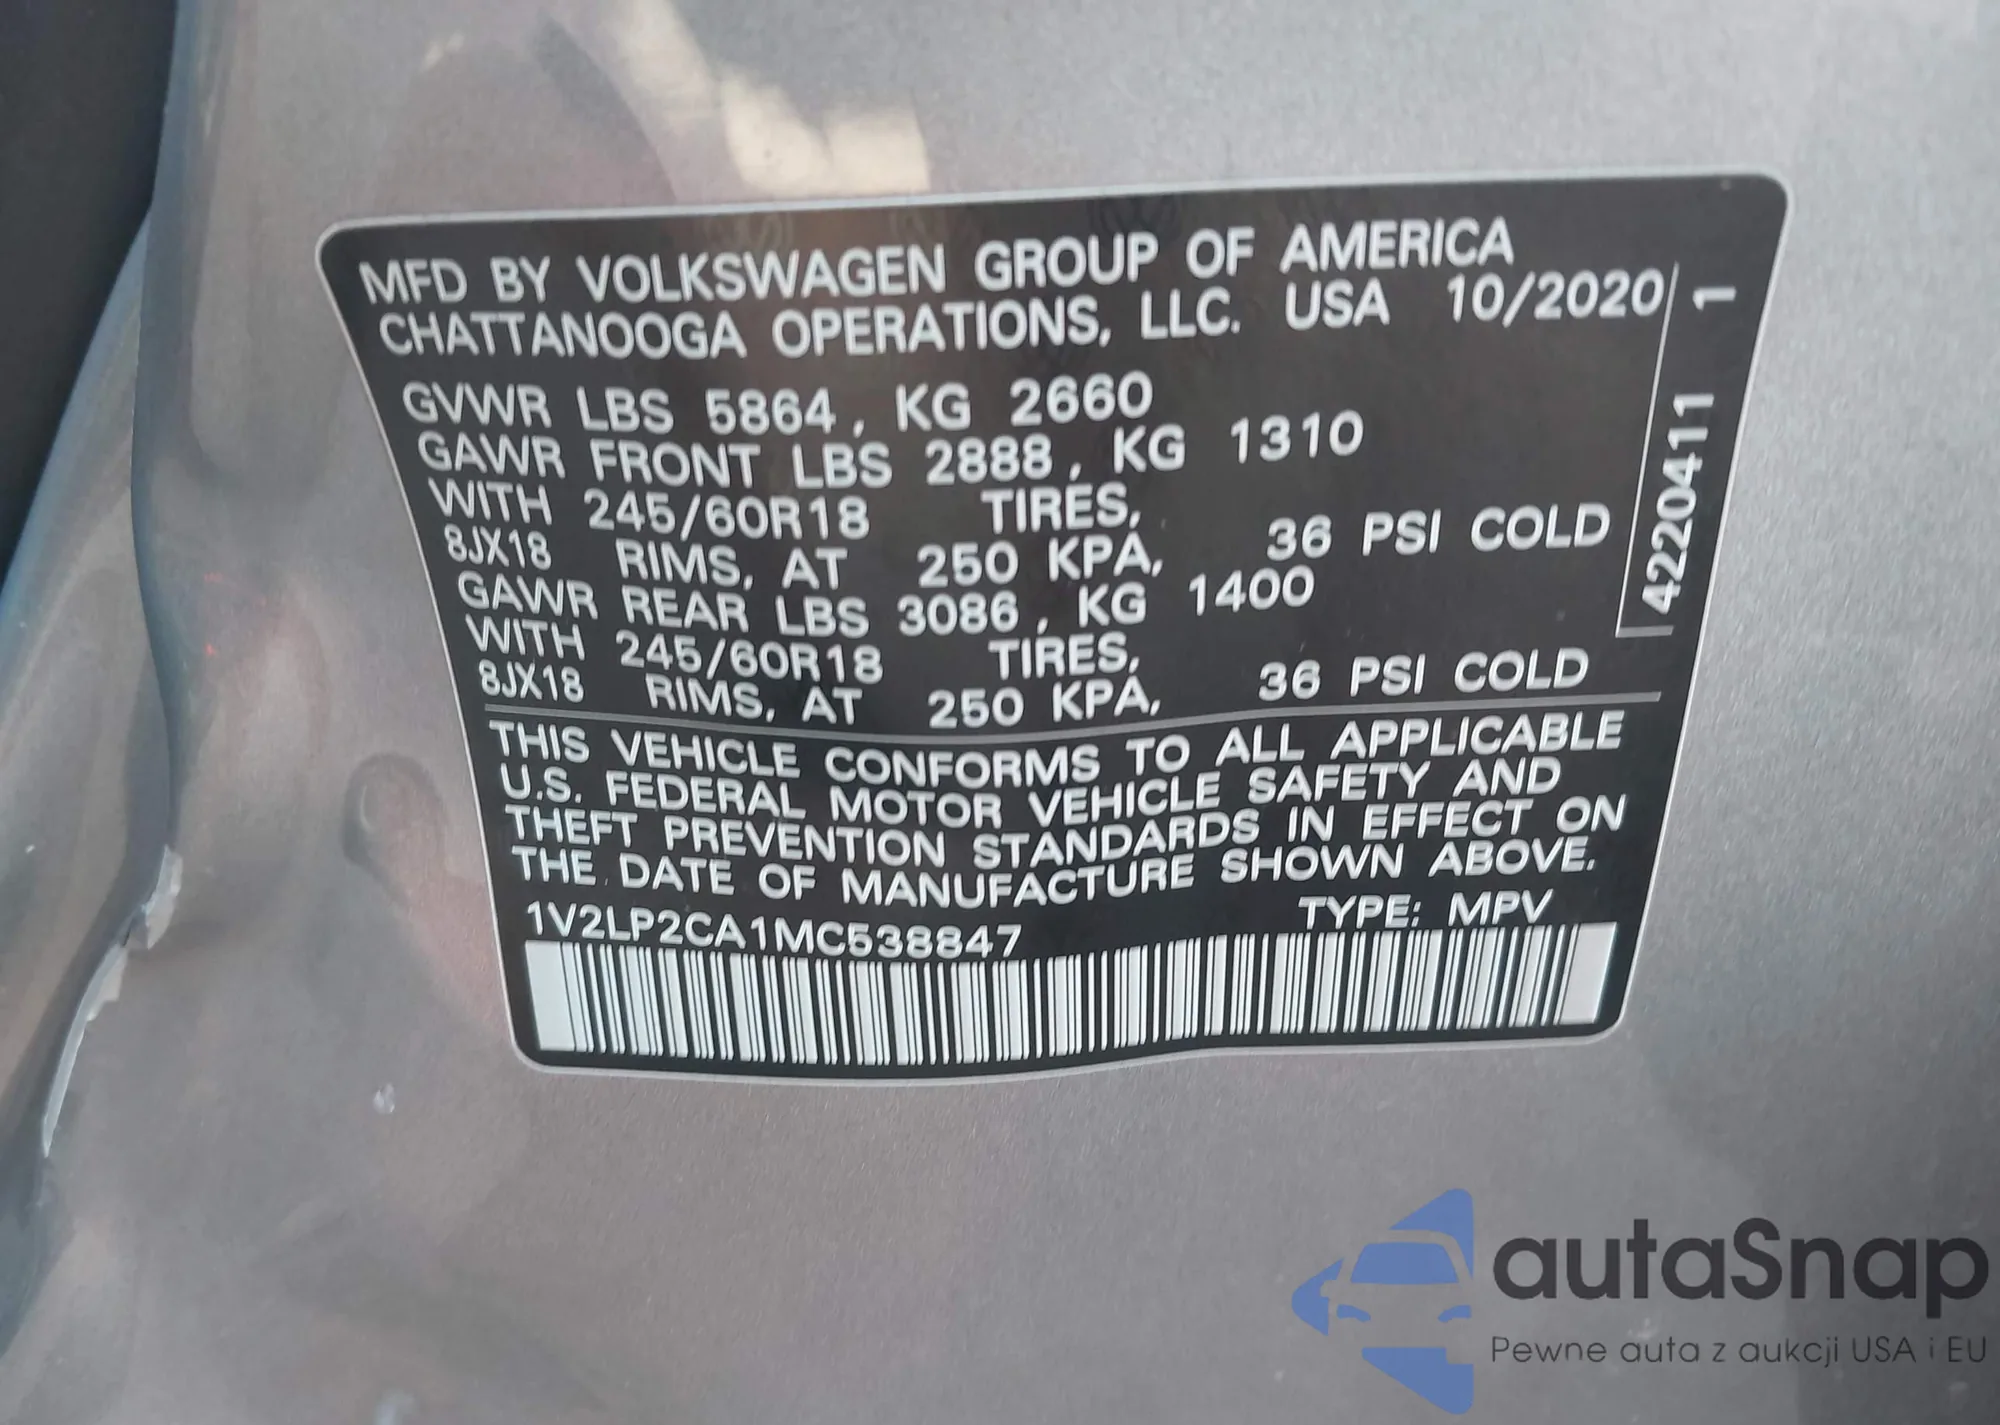 MFD BY VOLKSWAGEN GROUP OF AMERICA
CHATTANOOGA OPERATIONS, LLC. USA 10/2020
GVWR LBS 5864, KG 2660
GAWR FRONT LBS 2888, KG 1310
WITH 245/60R18 TIRES,
8JX18 RIMS, AT 250 KPA, 36 PSI COLD
GAWR REAR LBS 3086, KG 1400
WITH 245/60R18 TIRES,
8JX18 RIMS, AT 250 KPA, 36 PSI COLD
4220411 1
THIS VEHICLE CONFORMS TO ALL APPLICABLE
U.S. FEDERAL MOTOR VEHICLE SAFETY AND
THEFT PREVENTION STANDARDS IN EFFECT ON
THE DATE OF MANUFACTURE SHOWN ABOVE.
1V2LP2CA1MC538847 TYPE: MPV
autaSnap
Pewne auta z aukcji USA i EU